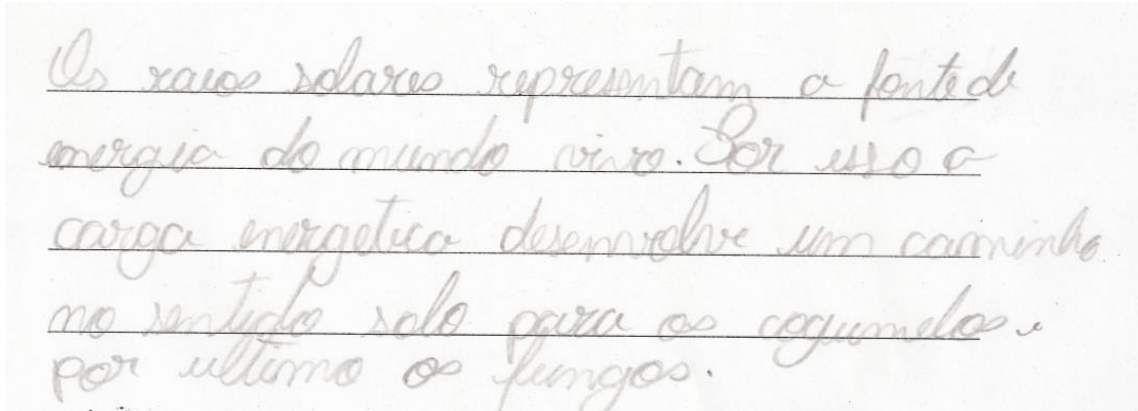 Os raios solares representam a fonte de
energia do mundo vivo. Por isso a
carga energetica desenvolve um caminho
no sentido solo para os cogumelos e
por ultimo os fungos.